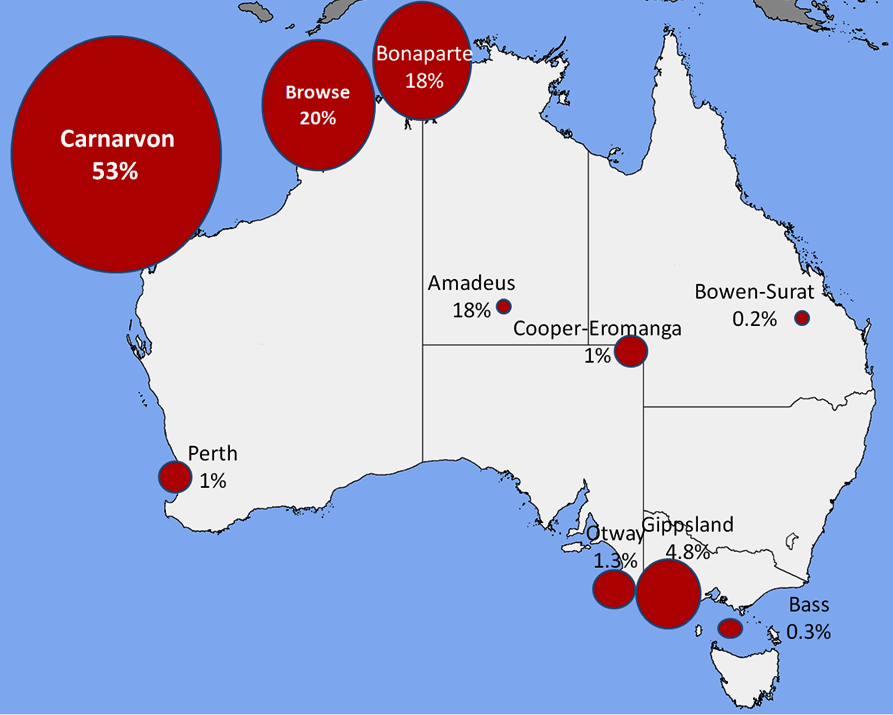 Bonaparte
18%
Browse
20%
Carnarvon
53%
Amadeus
18%
Bowen-Surat
0.2%
Cooper-Eromanga
1%
Perth
1%
Otway
1.3%
Gippsland
4.8%
Bass
0.3%